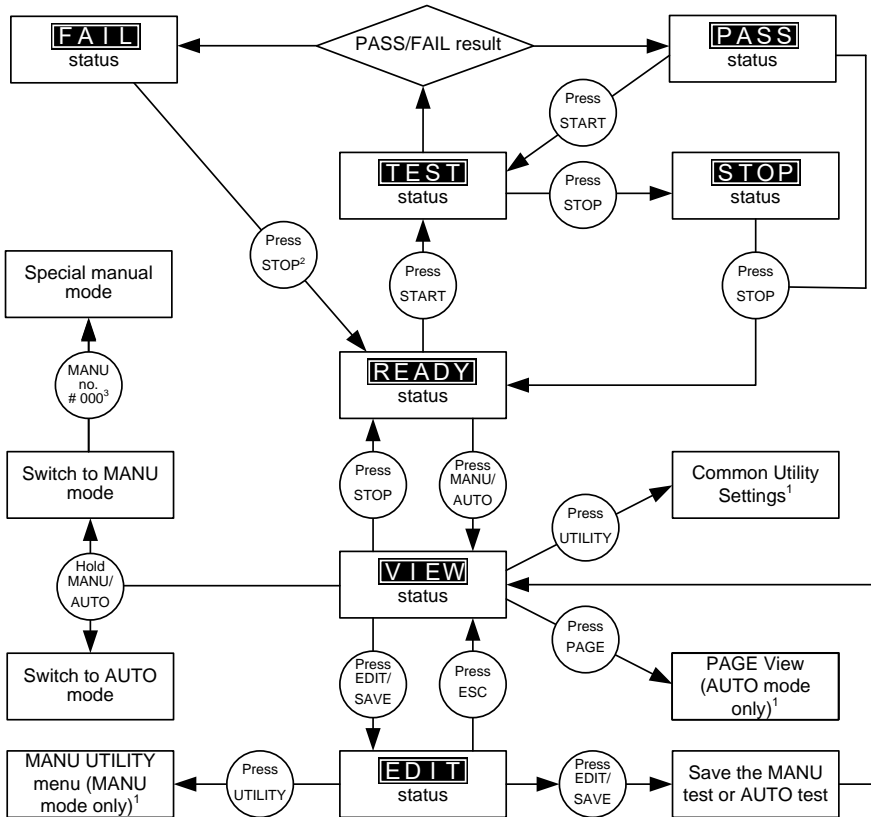 FAIL
status
PASS/FAIL result
PASS
status
Press
START
TEST
status
Press
STOP
STOP
status
Press
STOP²
Press
START
Press
STOP
Special manual
mode
READY
status
MANU
no.
# 000³
Switch to MANU
mode
Press
STOP
Press
MANU/
AUTO
Common Utility
Settings¹
Press
UTILITY
Hold
MANU/
AUTO
VIEW
status
Press
PAGE
Switch to AUTO
mode
Press
EDIT/
SAVE
Press
ESC
PAGE View
(AUTO mode
only)¹
MANU UTILITY
menu (MANU
mode only)¹
Press
UTILITY
EDIT
status
Press
EDIT/
SAVE
Save the MANU
test or AUTO test